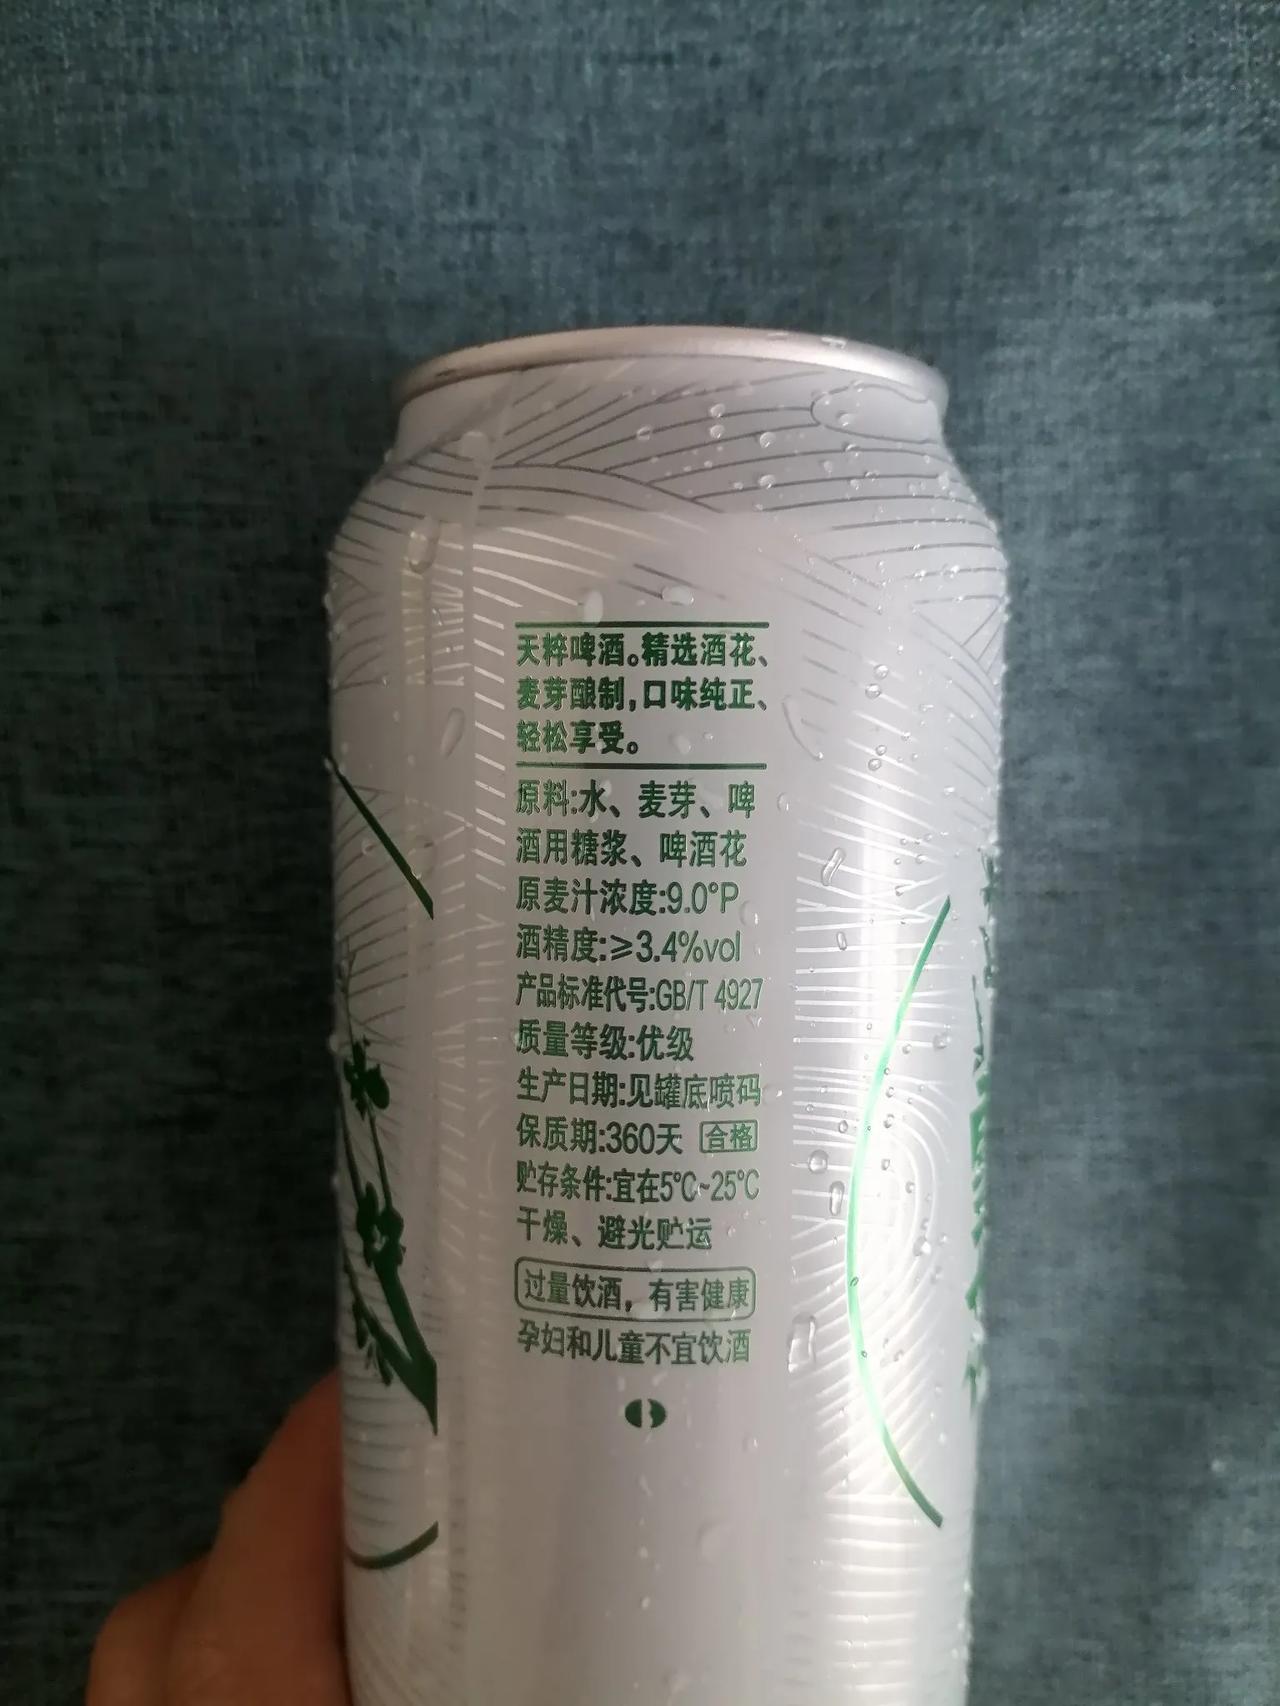 天粹啤酒。精选酒花、
麦芽酿制,口味纯正、
轻松享受。
原料:水、麦芽、啤
酒用糖浆、啤酒花
原麦汁浓度:9.0°P
酒精度:≥3.4%vol
产品标准代号:GB/T 4927
质量等级:优级
生产日期:见罐底喷码
保质期:360天 合格
贮存条件:宜在5℃~25℃
干燥、避光贮运
过量饮酒，有害健康
孕妇和儿童不宜饮酒